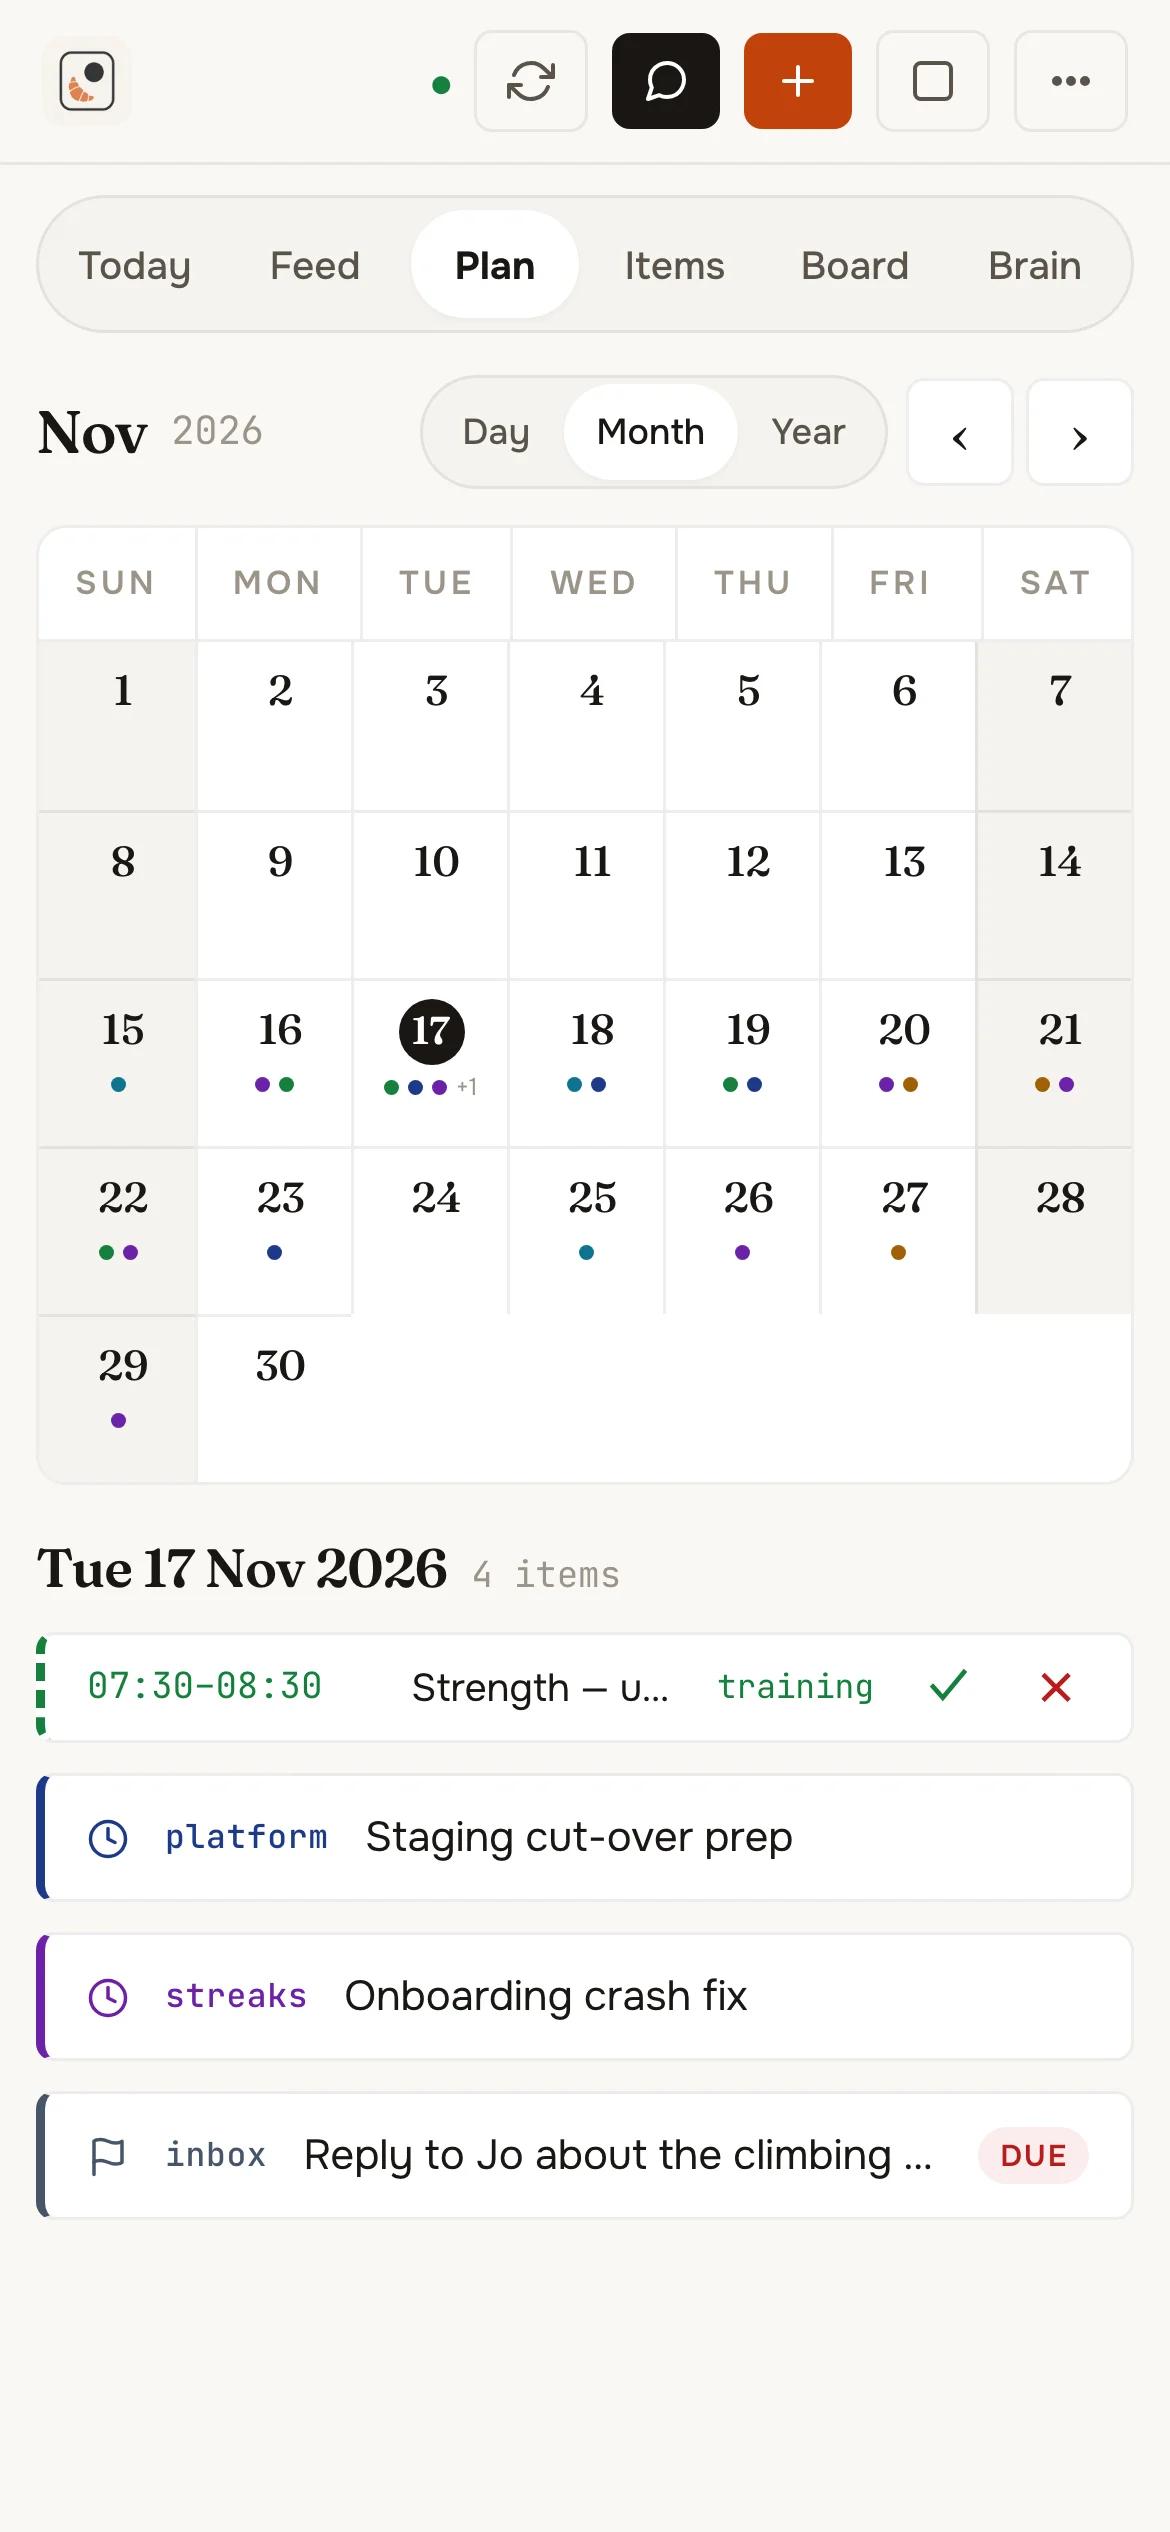 Today Feed Plan Items Board Brain
Nov 2026 Day Month Year ‹ ›
SUN MON TUE WED THU FRI SAT
1 2 3 4 5 6 7
8 9 10 11 12 13 14
15 16 17 18 19 20 21
+1
22 23 24 25 26 27 28
29 30
Tue 17 Nov 2026 4 items
07:30–08:30 Strength — u... training
platform Staging cut-over prep
streaks Onboarding crash fix
inbox Reply to Jo about the climbing ... DUE